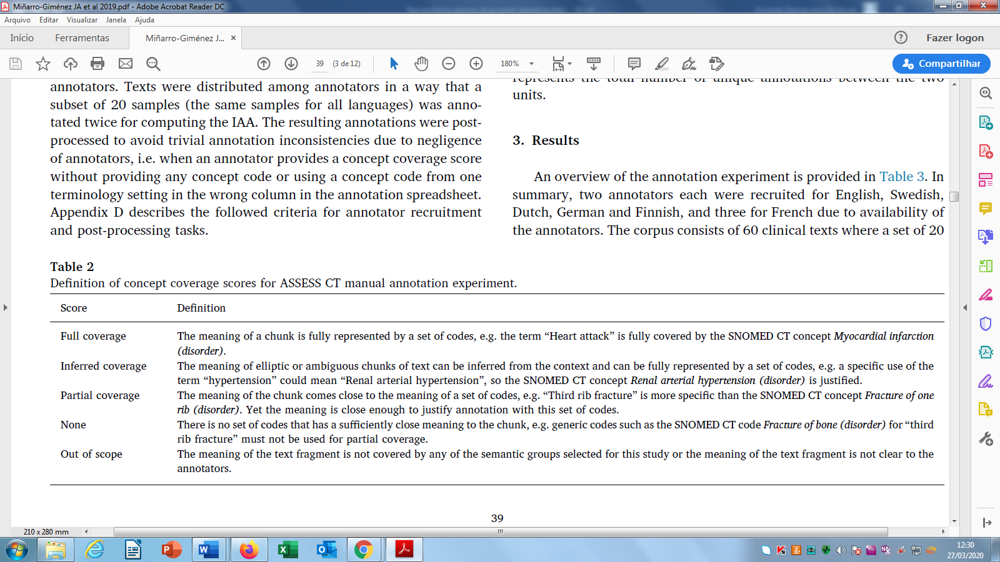 Miñarro-Giménez JA et al 2019.pdf - Adobe Acrobat Reader DC
Arquivo Editar Visualizar Janela Ajuda
Início Ferramentas Miñarro-Giménez J... × Fazer logon
39 (3 de 12) 180% Compartilhar
annotators. Texts were distributed among annotators in a way that a
subset of 20 samples (the same samples for all languages) was anno-
tated twice for computing the IAA. The resulting annotations were post-
processed to avoid trivial annotation inconsistencies due to negligence
of annotators, i.e. when an annotator provides a concept coverage score
without providing any concept code or using a concept code from one
terminology setting in the wrong column in the annotation spreadsheet.
Appendix D describes the followed criteria for annotator recruitment
and post-processing tasks.
represents the total number of unique annotations between the two
units.
3. Results
An overview of the annotation experiment is provided in Table 3. In
summary, two annotators each were recruited for English, Swedish,
Dutch, German and Finnish, and three for French due to availability of
the annotators. The corpus consists of 60 clinical texts where a set of 20
Table 2
Definition of concept coverage scores for ASSESS CT manual annotation experiment.
Score Definition
Full coverage The meaning of a chunk is fully represented by a set of codes, e.g. the term “Heart attack” is fully covered by the SNOMED CT concept Myocardial infarction
(disorder).
Inferred coverage The meaning of elliptic or ambiguous chunks of text can be inferred from the context and can be fully represented by a set of codes, e.g. a specific use of the
term “hypertension” could mean “Renal arterial hypertension”, so the SNOMED CT concept Renal arterial hypertension (disorder) is justified.
Partial coverage The meaning of the chunk comes close to the meaning of a set of codes, e.g. “Third rib fracture” is more specific than the SNOMED CT concept Fracture of one
rib (disorder). Yet the meaning is close enough to justify annotation with this set of codes.
None There is no set of codes that has a sufficiently close meaning to the chunk, e.g. generic codes such as the SNOMED CT code Fracture of bone (disorder) for “third
rib fracture” must not be used for partial coverage.
Out of scope The meaning of the text fragment is not covered by any of the semantic groups selected for this study or the meaning of the text fragment is not clear to the
annotators.
39
210 x 280 mm
12:30
27/03/2020